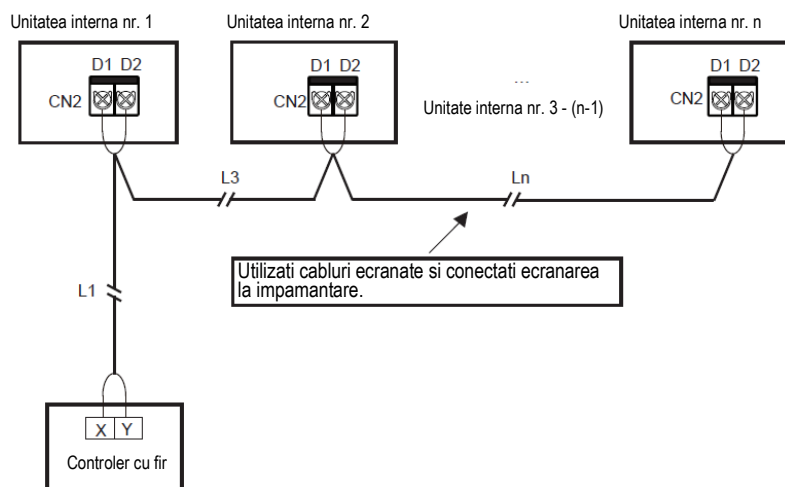 Unitatea interna nr. 1
Unitatea interna nr. 2
Unitatea interna nr. n
D1 D2
D1 D2
D1 D2
CN2
CN2
CN2
...
Unitate interna nr. 3 - (n-1)
L3
Ln
Utilizati cabluri ecranate si conectati ecranarea
la impamantare.
L1
X Y
Controler cu fir